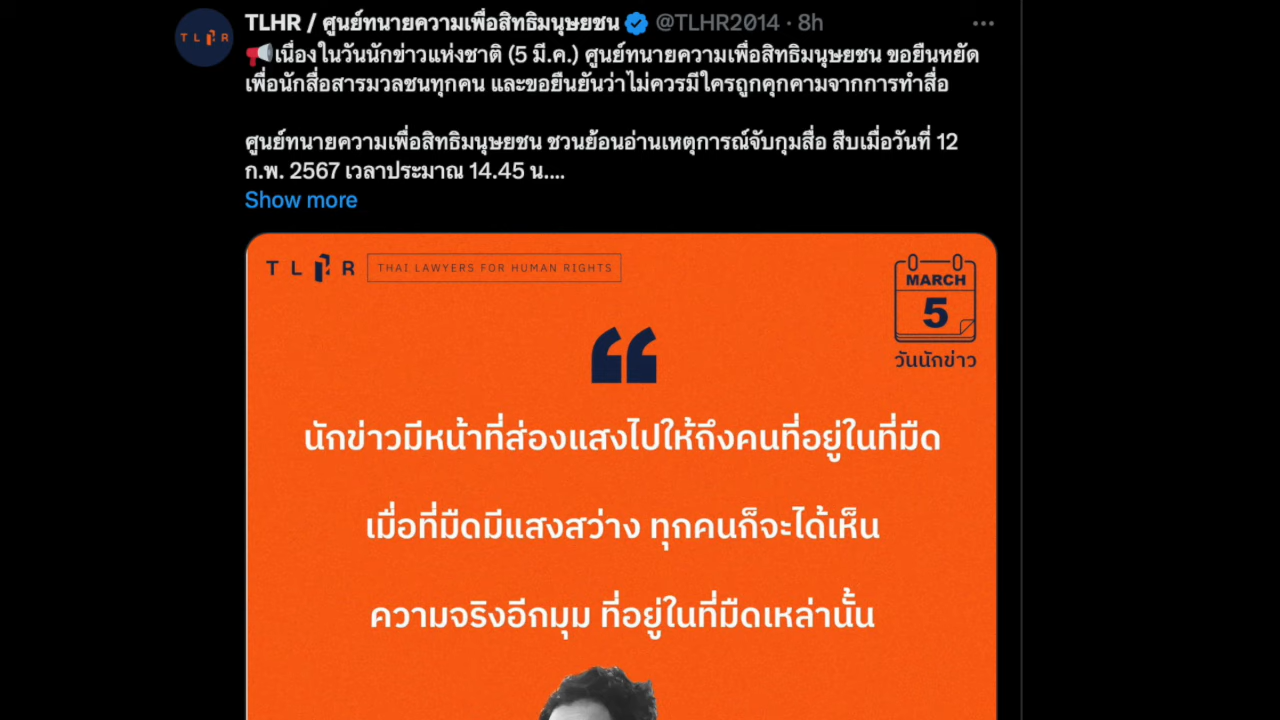 TLHR / ศูนย์ทนายความเพื่อสิทธิมนุษยชน @TLHR2014 · 8h
📢เนื่องในวันนักข่าวแห่งชาติ (5 มี.ค.) ศูนย์ทนายความเพื่อสิทธิมนุษยชน ขอยืนหยัด
เพื่อนักสื่อสารมวลชนทุกคน และขอยืนยันว่าไม่ควรมีใครถูกคุกคามจากการทำสื่อ
ศูนย์ทนายความเพื่อสิทธิมนุษยชน ชวนย้อนอ่านเหตุการณ์จับกุมสื่อ สืบเมื่อวันที่ 12
ก.พ. 2567 เวลาประมาณ 14.45 น....
Show more
TLHR THAI LAWYERS FOR HUMAN RIGHTS
MARCH
5
วันนักข่าว
“
นักข่าวมีหน้าที่ส่องแสงไปให้ถึงคนที่อยู่ในที่มืด
เมื่อที่มืดมีแสงสว่าง ทุกคนก็จะได้เห็น
ความจริงอีกมุม ที่อยู่ในที่มืดเหล่านั้น